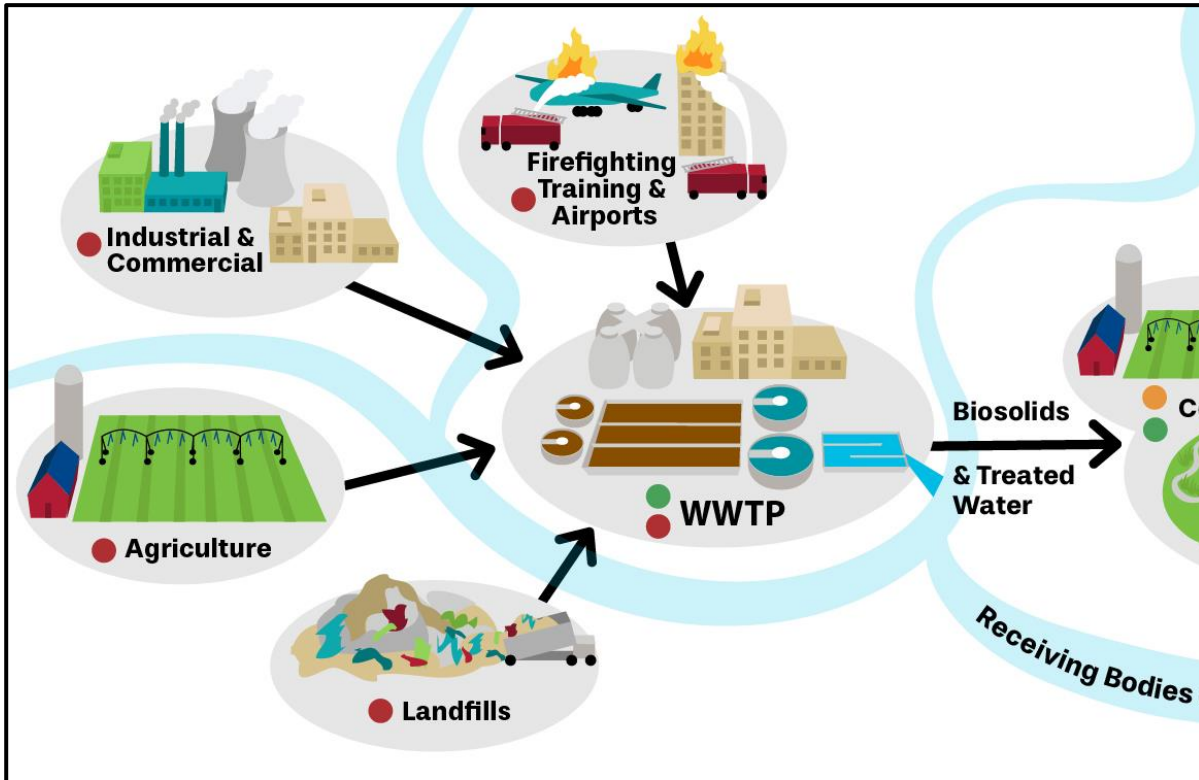 Firefighting
Training &
Airports
Industrial &
Commercial
Agriculture
WWTP
Landfills
Biosolids
& Treated
Water
Receiving Bodies